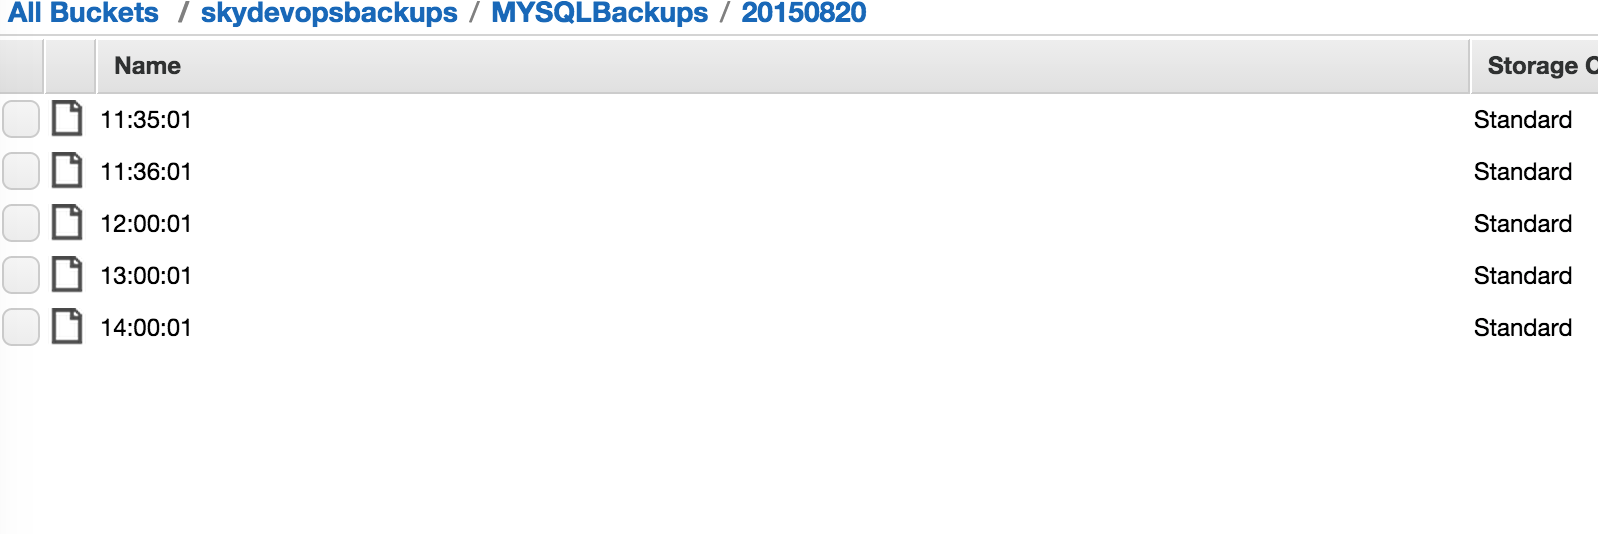 All Buckets / skydevopsbackups / MYSQLBackups / 20150820
Name Storage C
11:35:01 Standard
11:36:01 Standard
12:00:01 Standard
13:00:01 Standard
14:00:01 Standard